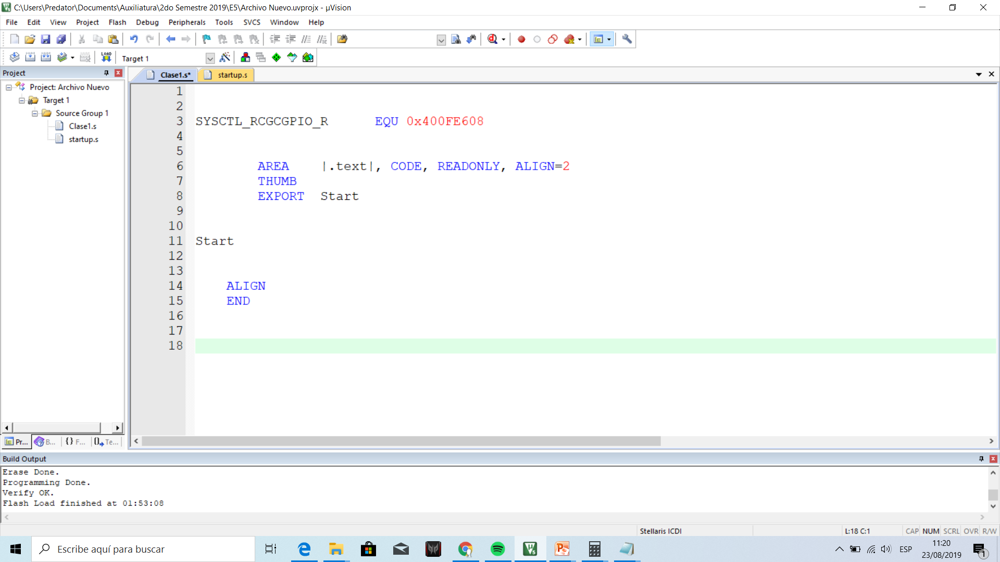 C:\Users\Predator\Documents\Auxiliatura\2do Semestre 2019\E5\Archivo Nuevo.uvprojx - µVision
File Edit View Project Flash Debug Peripherals Tools SVCS Window Help
LOAD Target 1
Project
Project: Archivo Nuevo
Target 1
Source Group 1
Clase1.s
startup.s
Pr... B... {} F... Te...
Clase1.s* startup.s
1
2
3 SYSCTL_RCGCGPIO_R EQU 0x400FE608
4
5
6 AREA |.text|, CODE, READONLY, ALIGN=2
7 THUMB
8 EXPORT Start
9
10
11 Start
12
13
14 ALIGN
15 END
16
17
18
Build Output
Erase Done.
Programming Done.
Verify OK.
Flash Load finished at 01:53:08
Stellaris ICDI L:18 C:1 CAP NUM SCRL OVR R/W
Escribe aquí para buscar
ESP
11:20
23/08/2019
1